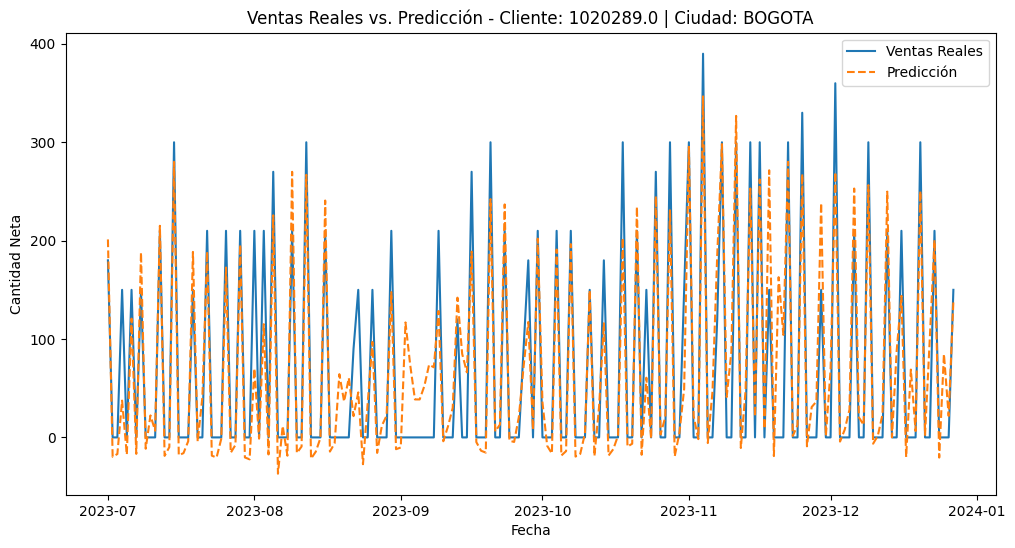 Ventas Reales vs. Predicción - Cliente: 1020289.0 | Ciudad: BOGOTA
Ventas Reales
Predicción
Cantidad Neta
400
300
200
100
0
2023-07
2023-08
2023-09
2023-10
2023-11
2023-12
2024-01
Fecha